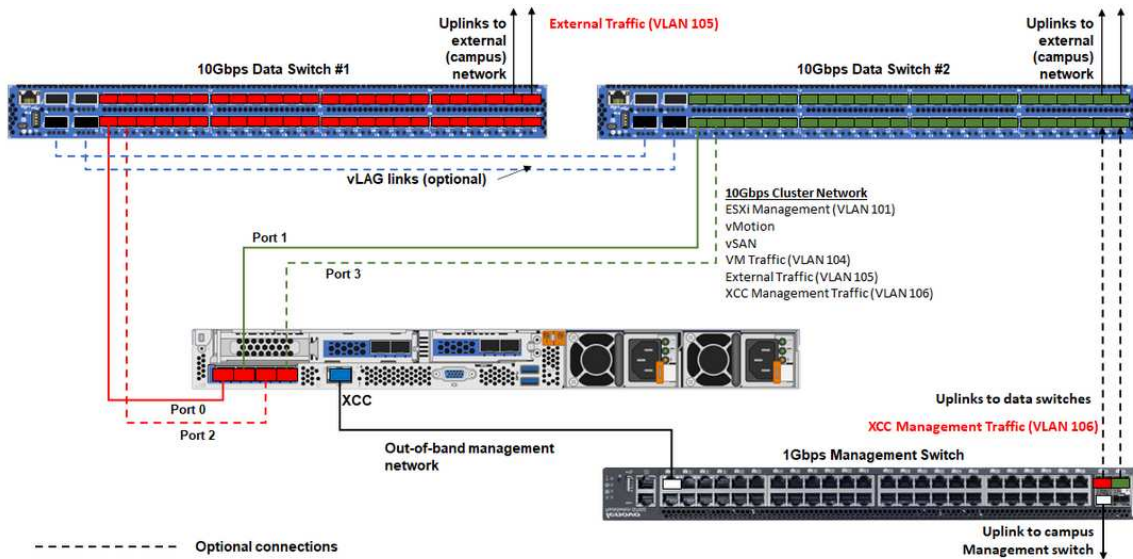 Uplinks to
external
(campus)
network
External Traffic (VLAN 105)
Uplinks to
external
(campus)
network
10Gbps Data Switch #1
10Gbps Data Switch #2
vLAG links (optional)
10Gbps Cluster Network
ESXi Management (VLAN 101)
vMotion
vSAN
VM Traffic (VLAN 104)
External Traffic (VLAN 105)
XCC Management Traffic (VLAN 106)
Port 1
Port 3
XCC
Port 0
Port 2
Uplinks to data switches
XCC Management Traffic (VLAN 106)
Out-of-band management
network
1Gbps Management Switch
Lenovo
Uplink to campus
Management switch
Optional connections